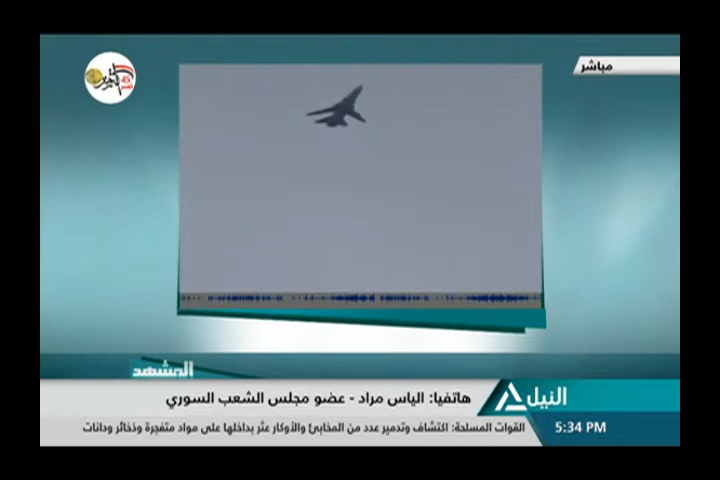 مباشر
المشهد
هاتفيا: الياس مراد - عضو مجلس الشعب السوري
النيل
القوات المسلحة: اكتشاف وتدمير عدد من المخابئ والأوكار عثر بداخلها على مواد متفجرة وذخائر ودانات
5:34 PM